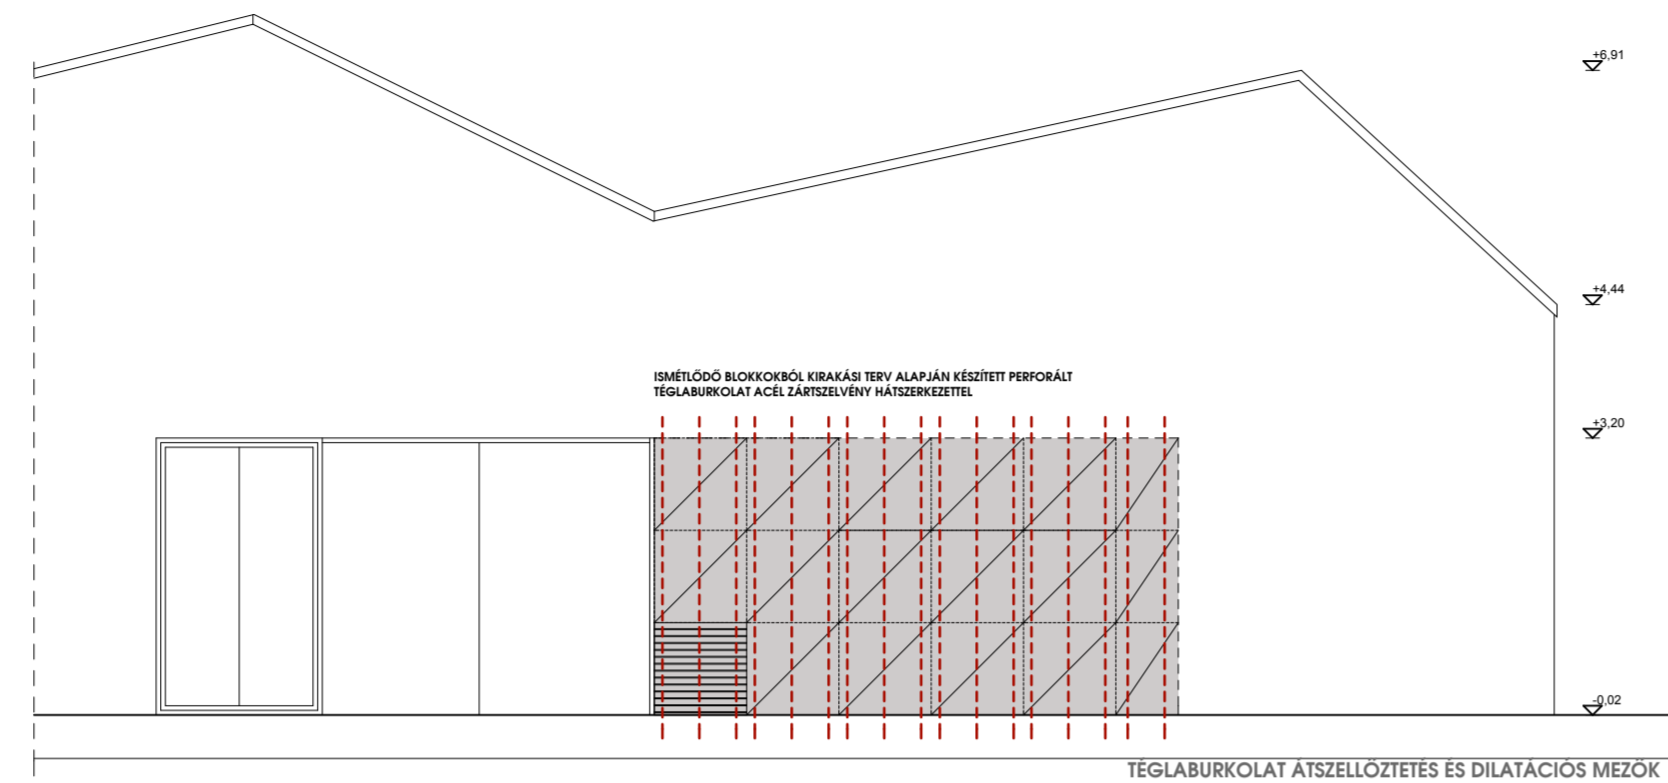 +6,91
+4,44
ISMÉTLŐDŐ BLOKKOKBÓL KIRAKÁSI TERV ALAPJÁN KÉSZÍTETT PERFORÁLT
TÉGLABURKOLAT ACÉL ZÁRTSZELVÉNY HÁTSZERKEZETTEL
+3,20
-0,02
TÉGLABURKOLAT ÁTSZELLŐZTETÉS ÉS DILATÁCIÓS MEZŐK